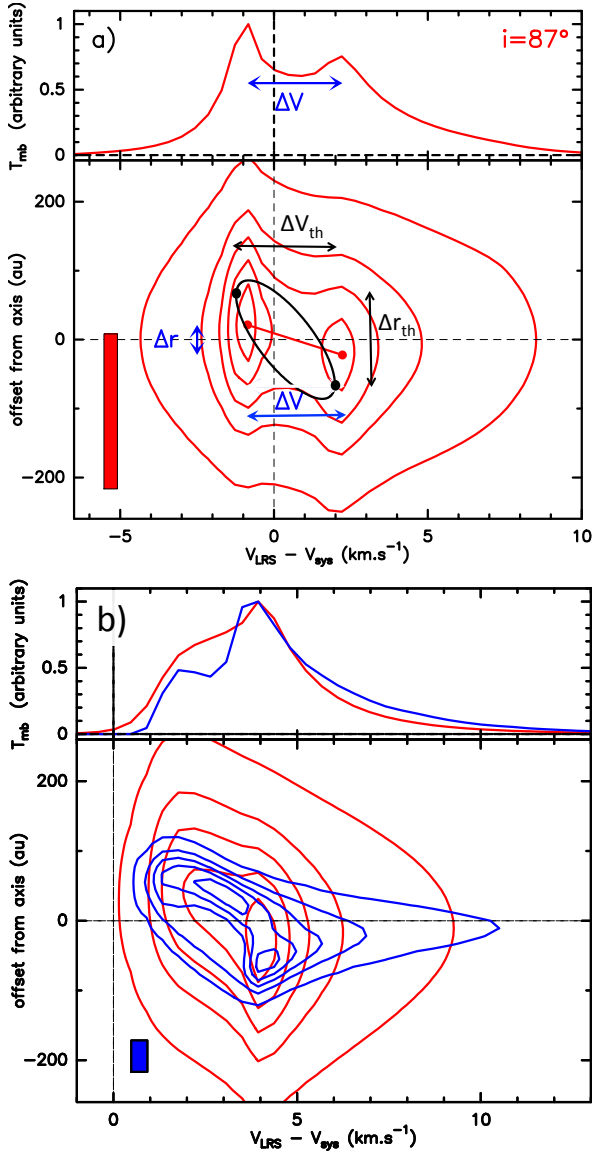 a)
i=87°
T_mb (arbitrary units)
1
0.5
0
ΔV
offset from axis (au)
200
0
−200
ΔV_th
Δr
Δr_th
ΔV
−5 0 5 10
V_LRS − V_sys (km.s⁻¹)
b)
T_mb (arbitrary units)
1
0.5
0
offset from axis (au)
200
0
−200
0 5 10
V_LRS − V_sys (km.s⁻¹)